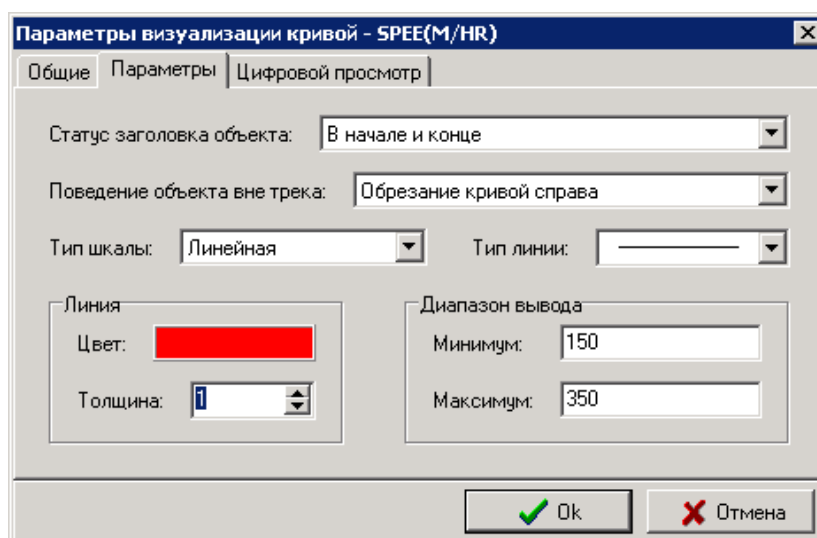 Параметры визуализации кривой - SPEE(M/HR)
Общие Параметры Цифровой просмотр
Статус заголовка объекта: В начале и конце
Поведение объекта вне трека: Обрезание кривой справа
Тип шкалы: Линейная Тип линии:
Линия Диапазон вывода
Цвет: Минимум: 150
Толщина: 1 Максимум: 350
Ok Отмена